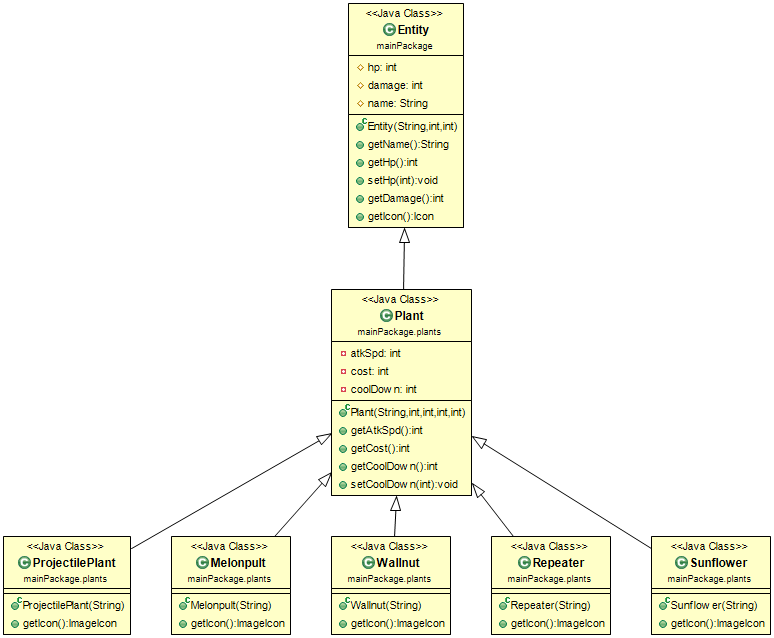 <<Java Class>>
Entity
mainPackage
hp: int
damage: int
name: String
Entity(String,int,int)
getName():String
getHp():int
setHp(int):void
getDamage():int
getIcon():Icon
<<Java Class>>
Plant
mainPackage.plants
atkSpd: int
cost: int
coolDown: int
Plant(String,int,int,int,int)
getAtkSpd():int
getCost():int
getCoolDown():int
setCoolDown(int):void
<<Java Class>>
ProjectilePlant
mainPackage.plants
ProjectilePlant(String)
getIcon():ImageIcon
<<Java Class>>
Melonpult
mainPackage.plants
Melonpult(String)
getIcon():ImageIcon
<<Java Class>>
Wallnut
mainPackage.plants
Wallnut(String)
getIcon():ImageIcon
<<Java Class>>
Repeater
mainPackage.plants
Repeater(String)
getIcon():ImageIcon
<<Java Class>>
Sunflower
mainPackage.plants
Sunflower(String)
getIcon():ImageIcon